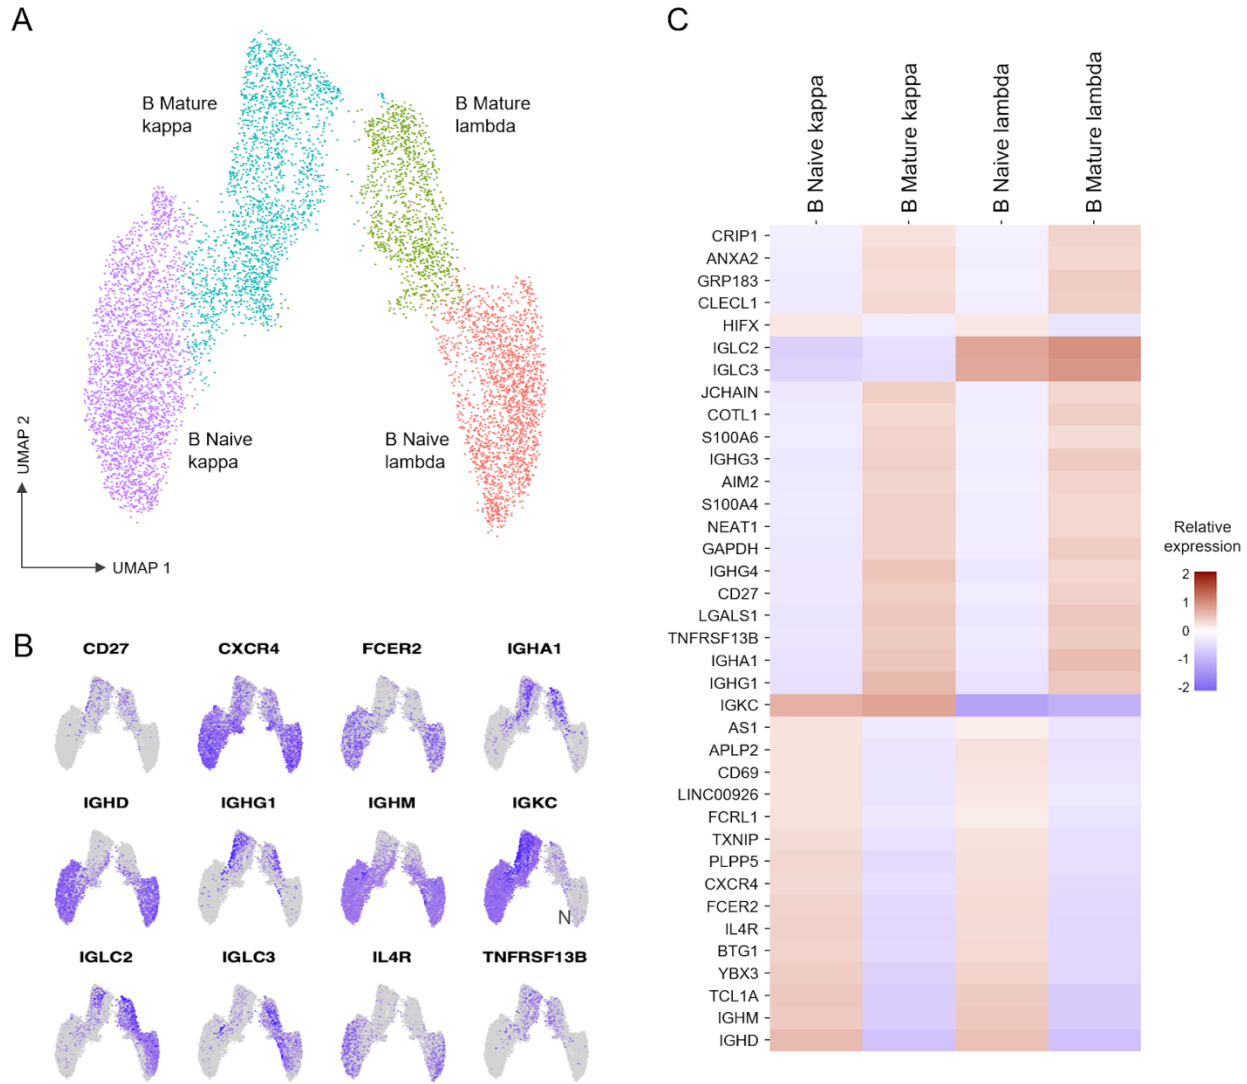 A
B Mature
kappa
B Mature
lambda
B Naive
kappa
B Naive
lambda
UMAP 2
UMAP 1
B
CD27 CXCR4 FCER2 IGHA1
IGHD IGHG1 IGHM IGKC
N
IGLC2 IGLC3 IL4R TNFRSF13B
C
B Naive kappa
B Mature kappa
B Naive lambda
B Mature lambda
CRIP1
ANXA2
GRP183
CLECL1
HIFX
IGLC2
IGLC3
JCHAIN
COTL1
S100A6
IGHG3
AIM2
S100A4
NEAT1
GAPDH
IGHG4
CD27
LGALS1
TNFRSF13B
IGHA1
IGHG1
IGKC
AS1
APLP2
CD69
LINC00926
FCRL1
TXNIP
PLPP5
CXCR4
FCER2
IL4R
BTG1
YBX3
TCL1A
IGHM
IGHD
Relative
expression
2
1
0
-1
-2